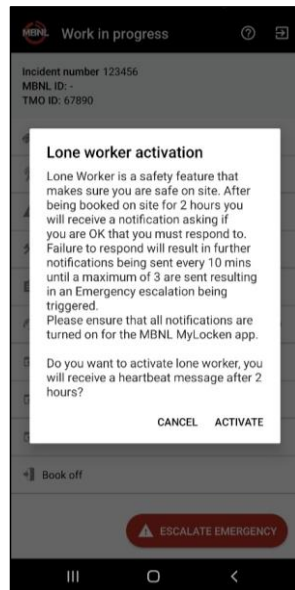 MBNL Work in progress
Incident number 123456
MBNL ID: -
TMO ID: 67890
Lone worker activation
Lone Worker is a safety feature that
makes sure you are safe on site. After
being booked on site for 2 hours you
will receive a notification asking if
you are OK that you must respond to.
Failure to respond will result in further
notifications being sent every 10 mins
until a maximum of 3 are sent resulting
in an Emergency escalation being
triggered.
Please ensure that all notifications are
turned on for the MBNL MyLocken app.
Do you want to activate lone worker, you
will receive a heartbeat message after 2
hours?
CANCEL ACTIVATE
Book off
ESCALATE EMERGENCY